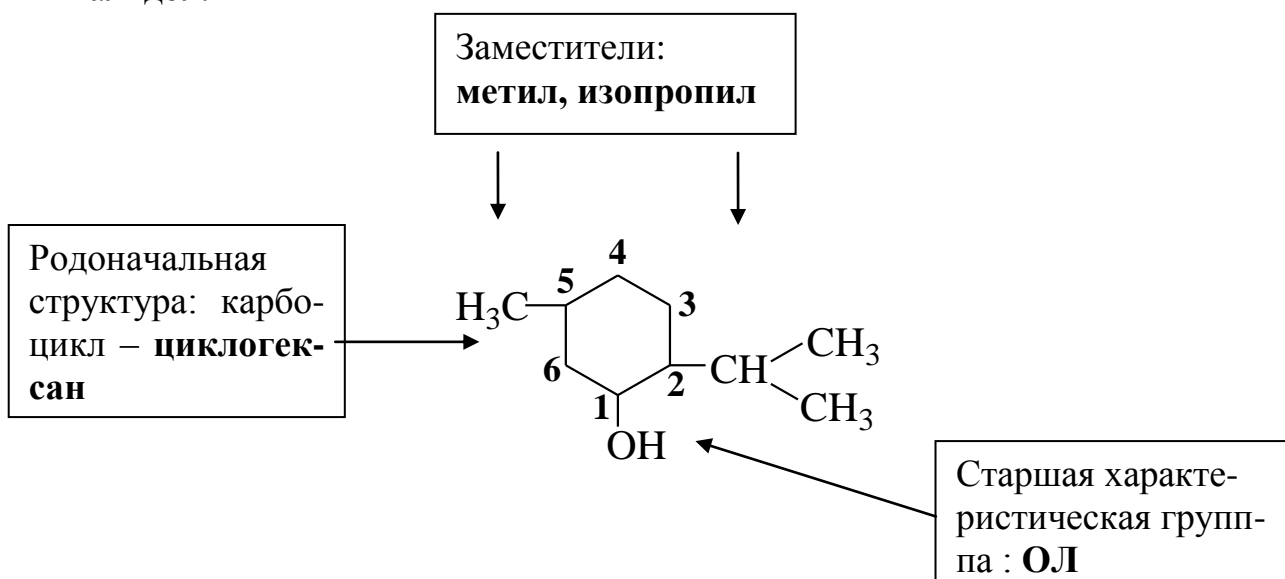 Заместители:
метил, изопропил
Родоначальная
структура: карбо-
цикл – циклогек-
сан
4
5
3
H₃C
CH₃
6
CH
2
1
CH₃
OH
Старшая характе-
ристическая групп-
па : ОЛ